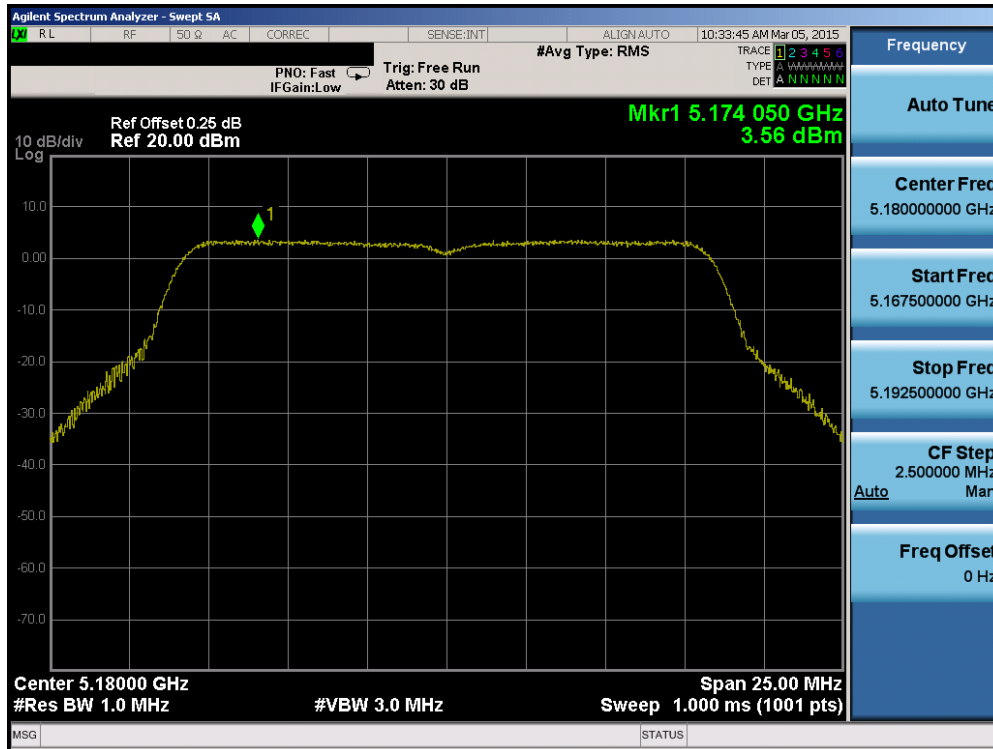 Agilent Spectrum Analyzer - Swept SA
LXI RL RF 50 Ω AC CORREC SENSE:INT ALIGN AUTO 10:33:45 AM Mar 05, 2015
#Avg Type: RMS
TRACE 1 2 3 4 5 6
PNO: Fast Trig: Free Run
TYPE A WWWWW
IFGain:Low Atten: 30 dB
DET A N N N N N
Mkr1 5.174 050 GHz
3.56 dBm
Ref Offset 0.25 dB
10 dB/div Ref 20.00 dBm
Log
1
10.0
0.00
-10.0
-20.0
-30.0
-40.0
-50.0
-60.0
-70.0
Center 5.18000 GHz Span 25.00 MHz
#Res BW 1.0 MHz #VBW 3.0 MHz Sweep 1.000 ms (1001 pts)
MSG STATUS
Frequency
Auto Tune
Center Freq
5.180000000 GHz
Start Freq
5.167500000 GHz
Stop Freq
5.192500000 GHz
CF Step
2.500000 MHz
Auto Man
Freq Offset
0 Hz